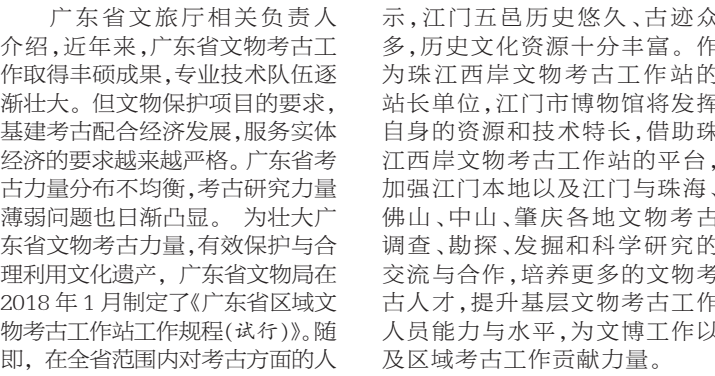 广东省文旅厅相关负责人
介绍，近年来，广东省文物考古工
作取得丰硕成果，专业技术队伍逐
渐壮大。但文物保护项目的要求，
基建考古配合经济发展，服务实体
经济的要求越来越严格。广东省考
古力量分布不均衡，考古研究力量
薄弱问题也日渐凸显。 为壮大广
东省文物考古力量，有效保护与合
理利用文化遗产，广东省文物局在
2018年1月制定了《广东省区域文
物考古工作站工作规程(试行)》。随
即，在全省范围内对考古方面的人
示，江门五邑历史悠久、古迹众
多，历史文化资源十分丰富。作
为珠江西岸文物考古工作站的
站长单位，江门市博物馆将发挥
自身的资源和技术特长，借助珠
江西岸文物考古工作站的平台，
加强江门本地以及江门与珠海、
佛山、中山、肇庆各地文物考古
调查、勘探、发掘和科学研究的
交流与合作，培养更多的文物考
古人才，提升基层文物考古工作
人员能力与水平，为文博工作以
及区域考古工作贡献力量。